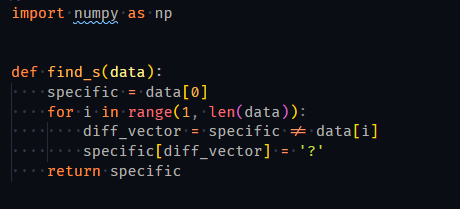 import numpy as np
def find_s(data):
    specific = data[0]
    for i in range(1, len(data)):
        diff_vector = specific != data[i]
        specific[diff_vector] = '?'
    return specific